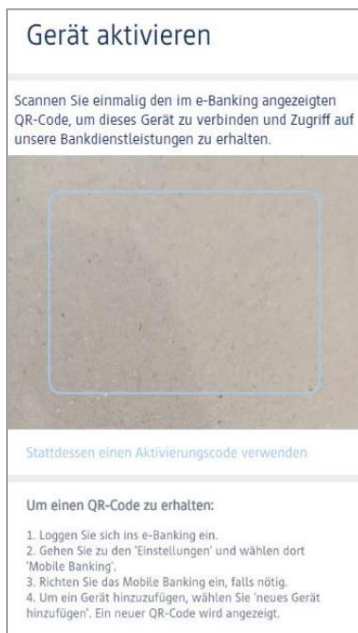 Gerät aktivieren
Scannen Sie einmalig den im e-Banking angezeigten
QR-Code, um dieses Gerät zu verbinden und Zugriff auf
unsere Bankdienstleistungen zu erhalten.
Stattdessen einen Aktivierungscode verwenden
Um einen QR-Code zu erhalten:
1. Loggen Sie sich ins e-Banking ein.
2. Gehen Sie zu den 'Einstellungen' und wählen dort
'Mobile Banking'.
3. Richten Sie das Mobile Banking ein, falls nötig.
4. Um ein Gerät hinzuzufügen, wählen Sie 'neues Gerät
hinzufügen'. Ein neuer QR-Code wird angezeigt.